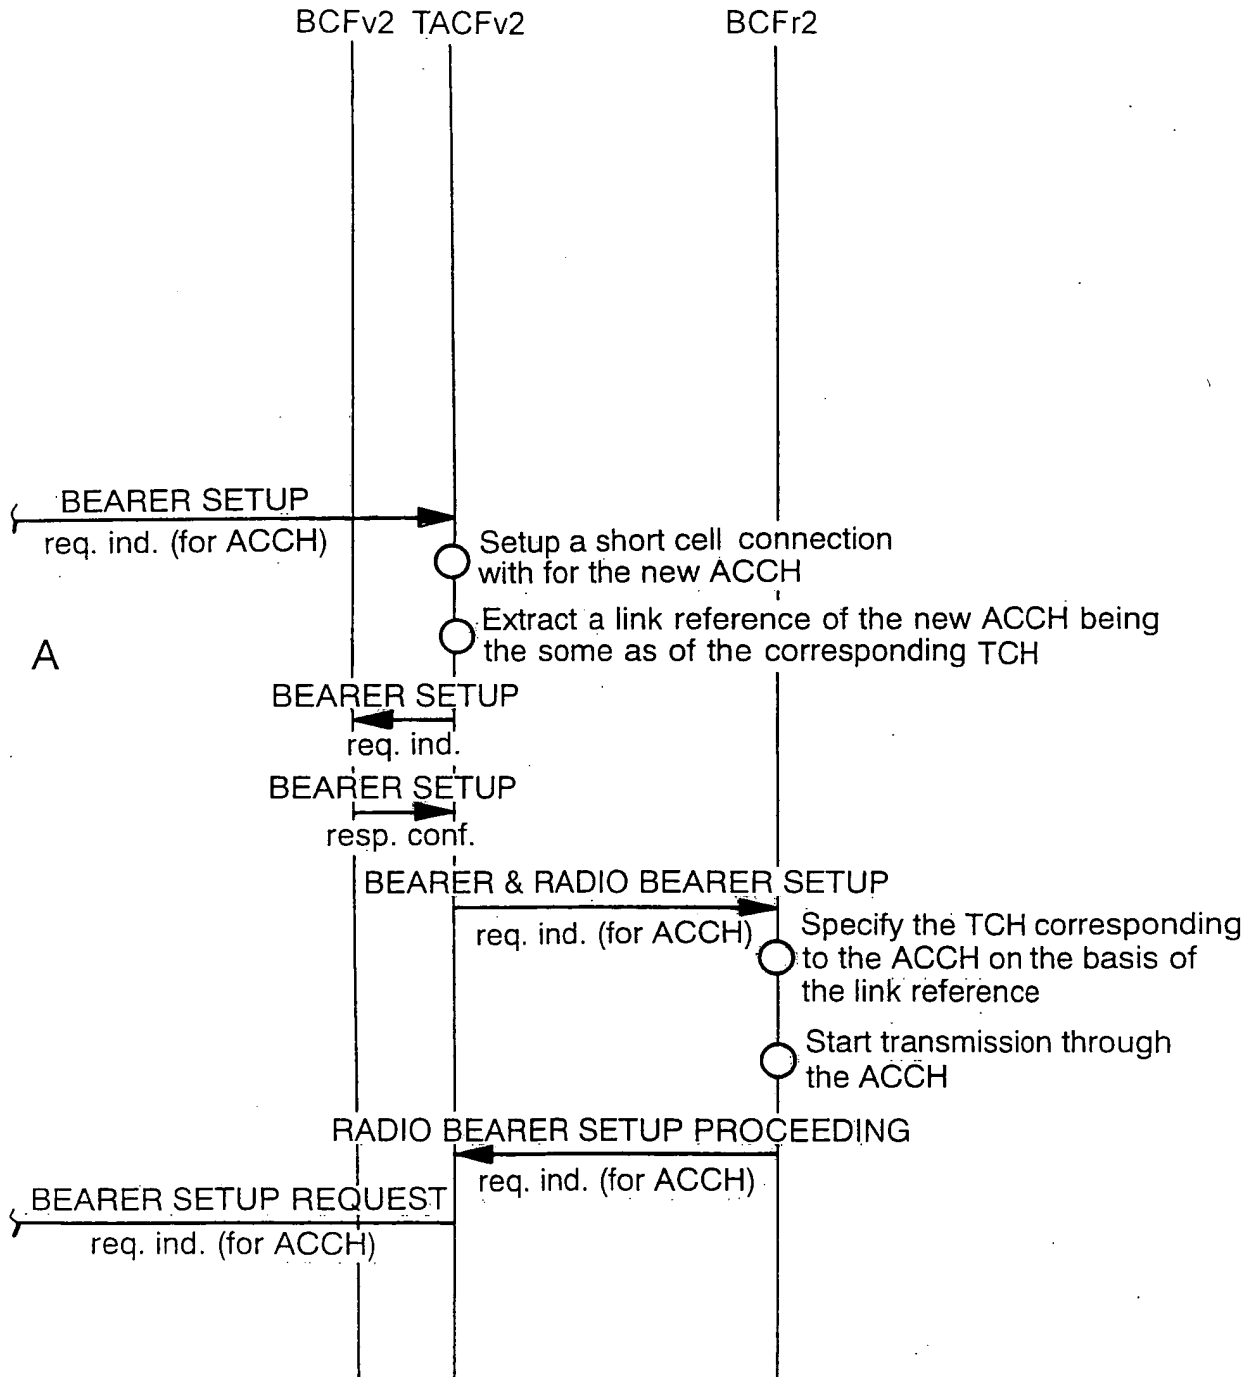 BCFv2 TACFv2 BCFr2
BEARER SETUP
req. ind. (for ACCH)
Setup a short cell connection
with for the new ACCH
Extract a link reference of the new ACCH being
the some as of the corresponding TCH
A
BEARER SETUP
req. ind.
BEARER SETUP
resp. conf.
BEARER & RADIO BEARER SETUP
req. ind. (for ACCH)
Specify the TCH corresponding
to the ACCH on the basis of
the link reference
Start transmission through
the ACCH
RADIO BEARER SETUP PROCEEDING
req. ind. (for ACCH)
BEARER SETUP REQUEST
req. ind. (for ACCH)